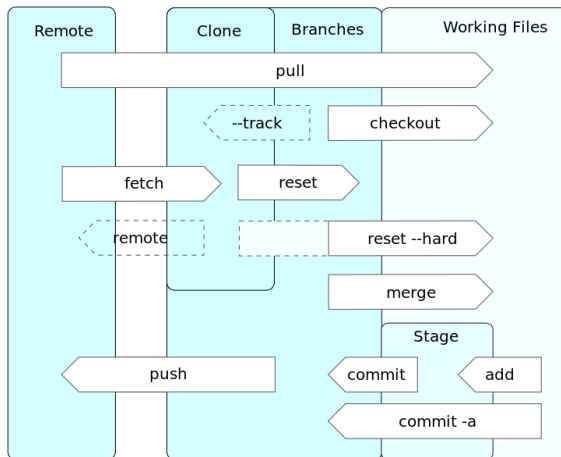 Remote
Clone
Branches
Working Files
pull
--track
checkout
fetch
reset
remote
reset --hard
merge
Stage
push
commit
add
commit -a